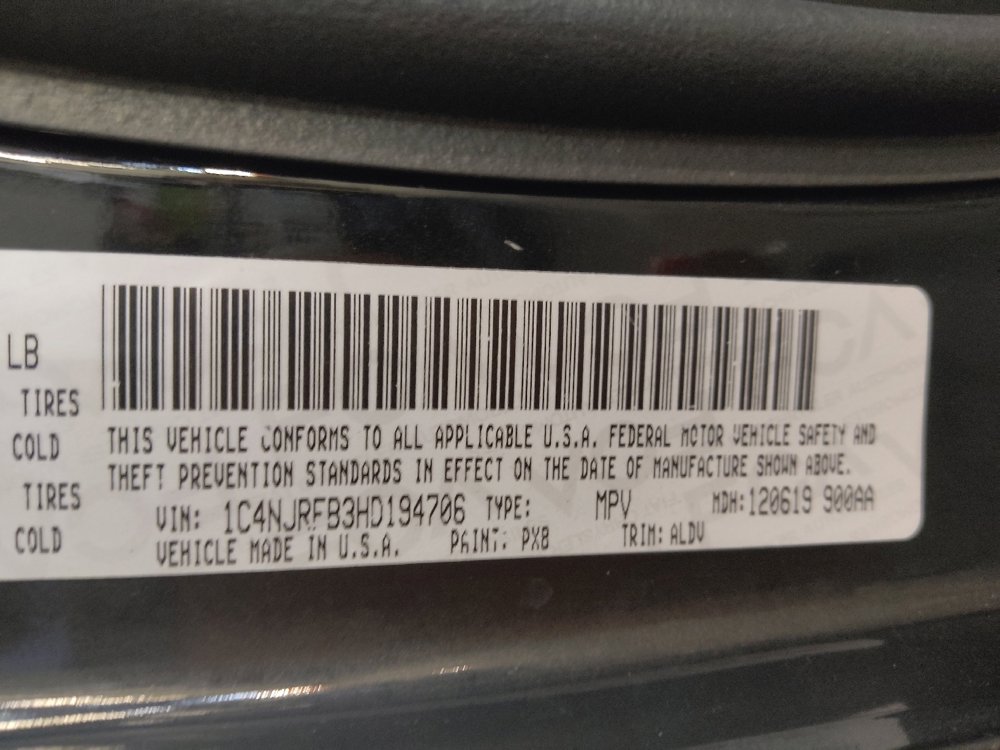 LB
TIRES
COLD
TIRES
COLD
THIS VEHICLE CONFORMS TO ALL APPLICABLE U.S.A. FEDERAL MOTOR VEHICLE SAFETY AND
THEFT PREVENTION STANDARDS IN EFFECT ON THE DATE OF MANUFACTURE SHOWN ABOVE.
VIN: 1C4NJRFB3HD194706 TYPE: MPV MDH: 120619 900AA
VEHICLE MADE IN U.S.A. PAINT: PX8 TRIM: ALDV